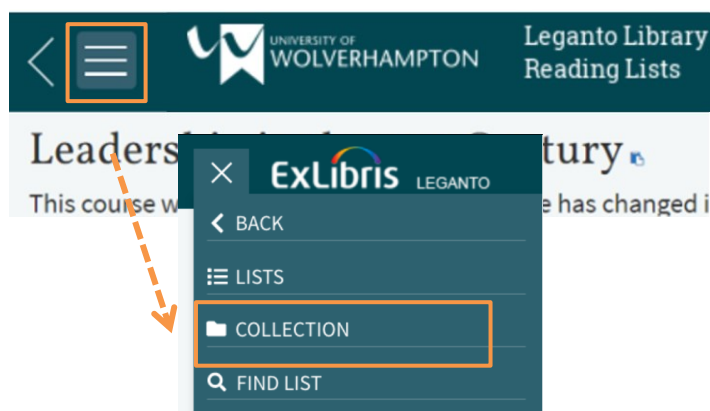 UNIVERSITY OF
WOLVERHAMPTON
Leganto Library
Reading Lists
Leaders
tury
This course w
e has changed i
ExLibris LEGANTO
BACK
LISTS
COLLECTION
FIND LIST